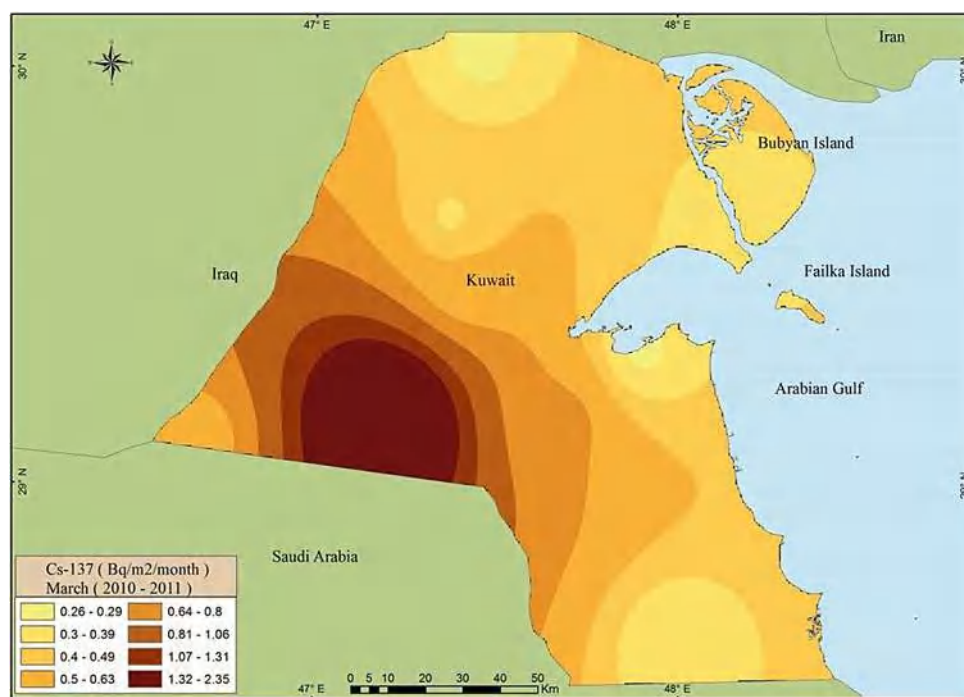 47° E
48° E
Iran
30° N
30° N
Bubyan Island
Failka Island
Iraq
Kuwait
Arabian Gulf
29° N
29° N
Saudi Arabia
Cs-137 ( Bq/m2/month )
March ( 2010 - 2011 )
0.26 - 0.29
0.64 - 0.8
0.3 - 0.39
0.81 - 1.06
0.4 - 0.49
1.07 - 1.31
0.5 - 0.63
1.32 - 2.35
0 5 10 20 30 40 50
Km
47° E
48° E